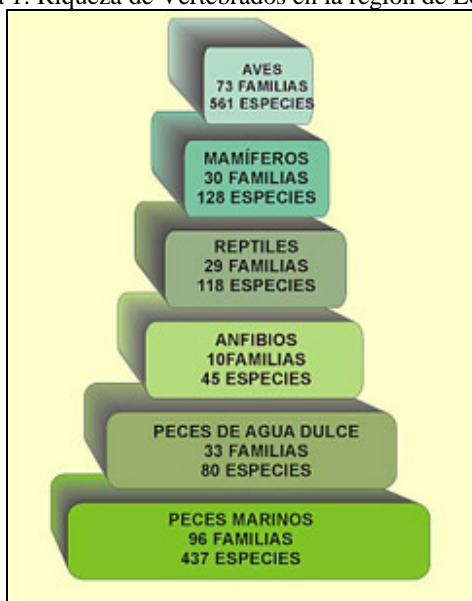 1. Riqueza de Vertebrados en la región de
AVES
73 FAMILIAS
561 ESPECIES
MAMÍFEROS
30 FAMILIAS
128 ESPECIES
REPTILES
29 FAMILIAS
118 ESPECIES
ANFIBIOS
10FAMILIAS
45 ESPECIES
PECES DE AGUA DULCE
33 FAMILIAS
80 ESPECIES
PECES MARINOS
96 FAMILIAS
437 ESPECIES